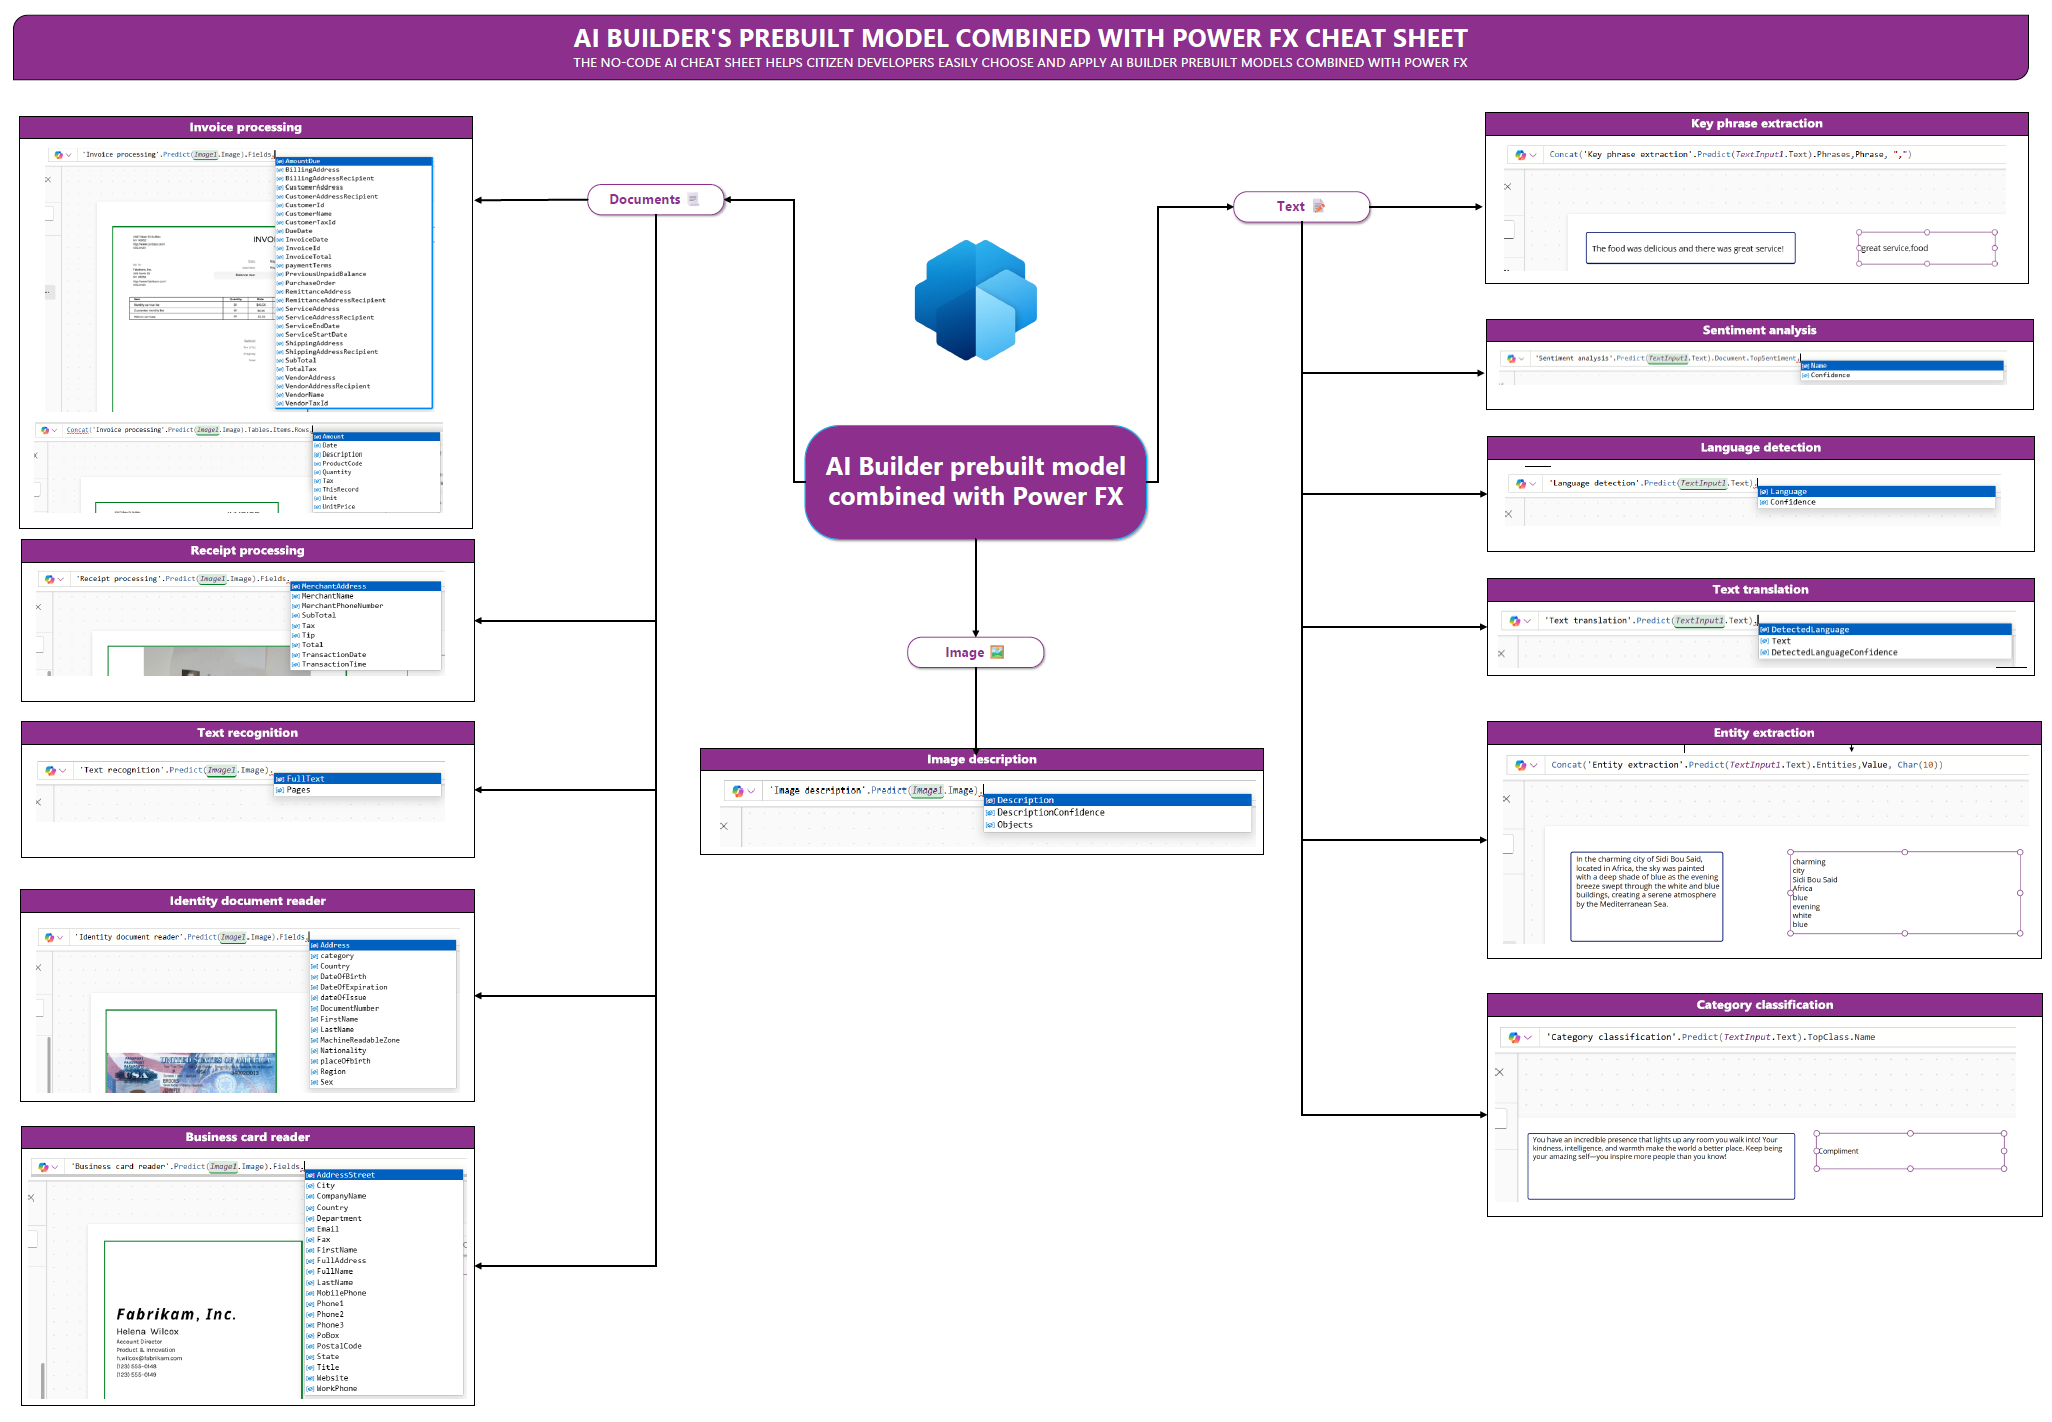 AI BUILDER'S PREBUILT MODEL COMBINED WITH POWER FX CHEAT SHEET
THE NO-CODE AI CHEAT SHEET HELPS CITIZEN DEVELOPERS EASILY CHOOSE AND APPLY AI BUILDER PREBUILT MODELS COMBINED WITH POWER FX
Invoice processing
'Invoice processing'.Predict(Image1.Image).Fields.
AmountDue
BillingAddress
BillingAddressRecipient
CustomerAddress
CustomerAddressRecipient
CustomerId
CustomerName
CustomerTaxId
DueDate
InvoiceDate
InvoiceId
InvoiceTotal
paymentTerms
PreviousUnpaidBalance
PurchaseOrder
RemittanceAddress
RemittanceAddressRecipient
ServiceAddress
ServiceAddressRecipient
ServiceEndDate
ServiceStartDate
ShippingAddress
ShippingAddressRecipient
SubTotal
TotalTax
VendorAddress
VendorAddressRecipient
VendorName
VendorTaxId
INVO
Concat('Invoice processing'.Predict(Image1.Image).Tables.Items.Rows.
Amount
Date
Description
ProductCode
Quantity
Tax
ThisRecord
Unit
UnitPrice
Receipt processing
'Receipt processing'.Predict(Image1.Image).Fields.
MerchantAddress
MerchantName
MerchantPhoneNumber
SubTotal
Tax
Tip
Total
TransactionDate
TransactionTime
Text recognition
'Text recognition'.Predict(Image1.Image).
FullText
Pages
Identity document reader
'Identity document reader'.Predict(Image1.Image).Fields.
Address
category
Country
DateOfBirth
DateOfExpiration
dateOfIssue
DocumentNumber
FirstName
LastName
MachineReadableZone
Nationality
placeOfbirth
Region
Sex
USA
Business card reader
'Business card reader'.Predict(Image1.Image).Fields.
AddressStreet
City
CompanyName
Country
Department
Email
Fax
FirstName
FullAddress
FullName
LastName
MobilePhone
Phone1
Phone2
Phone3
PoBox
PostalCode
State
Title
Website
WorkPhone
Fabrikam, Inc.
Helena Wilcox
Account Director
Product & Innovation
h.wilcox@fabrikam.com
(123) 555-0148
(123) 555-0149
Documents
AI Builder prebuilt model
combined with Power FX
Image
Image description
'Image description'.Predict(Image1.Image).
Description
DescriptionConfidence
Objects
Text
Key phrase extraction
Concat('Key phrase extraction'.Predict(TextInput1.Text).Phrases,Phrase, ",")
The food was delicious and there was great service!
great service,food
Sentiment analysis
'Sentiment analysis'.Predict(TextInput1.Text).Document.TopSentiment.
Name
Confidence
Language detection
'Language detection'.Predict(TextInput1.Text).
Language
Confidence
Text translation
'Text translation'.Predict(TextInput1.Text).
DetectedLanguage
Text
DetectedLanguageConfidence
Entity extraction
Concat('Entity extraction'.Predict(TextInput1.Text).Entities,Value, Char(10))
In the charming city of Sidi Bou Said,
located in Africa, the sky was painted
with a deep shade of blue as the evening
breeze swept through the white and blue
buildings, creating a serene atmosphere
by the Mediterranean Sea.
charming
city
Sidi Bou Said
Africa
blue
evening
white
blue
Category classification
'Category classification'.Predict(TextInput.Text).TopClass.Name
You have an incredible presence that lights up any room you walk into! Your
kindness, intelligence, and warmth make the world a better place. Keep being
your amazing self—you inspire more people than you know!
Compliment